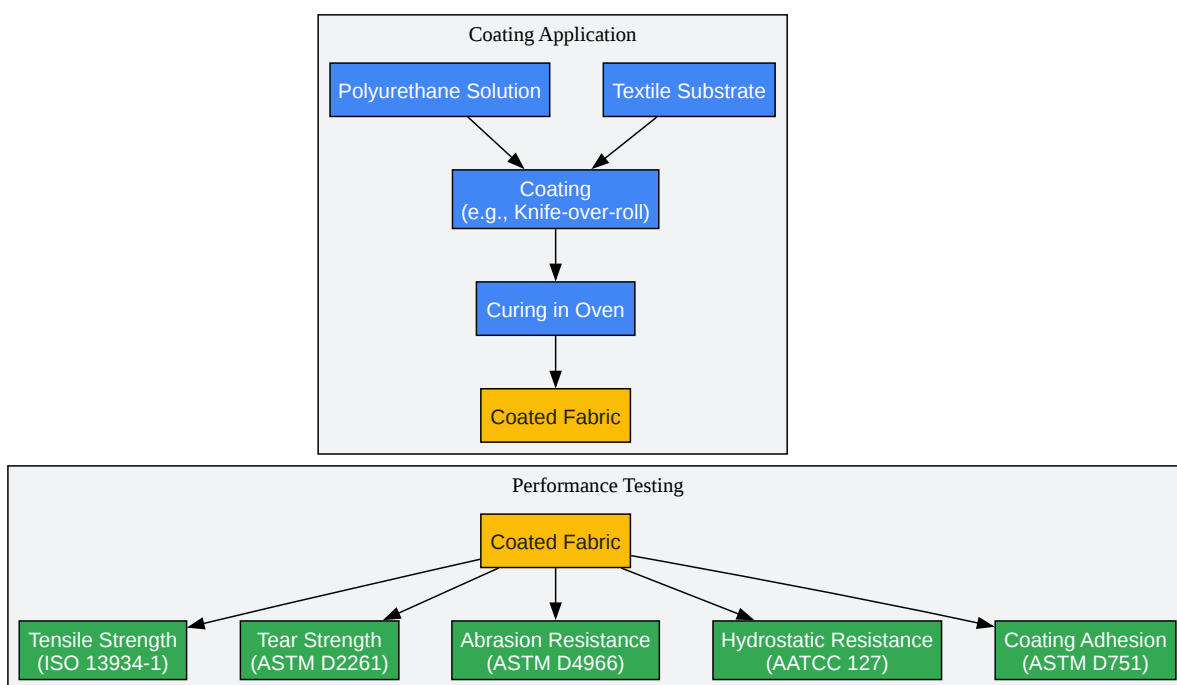 Coating Application
Polyurethane Solution
Textile Substrate
Coating
(e.g., Knife-over-roll)
Curing in Oven
Coated Fabric
Performance Testing
Coated Fabric
Tensile Strength
(ISO 13934-1)
Tear Strength
(ASTM D2261)
Abrasion Resistance
(ASTM D4966)
Hydrostatic Resistance
(AATCC 127)
Coating Adhesion
(ASTM D751)